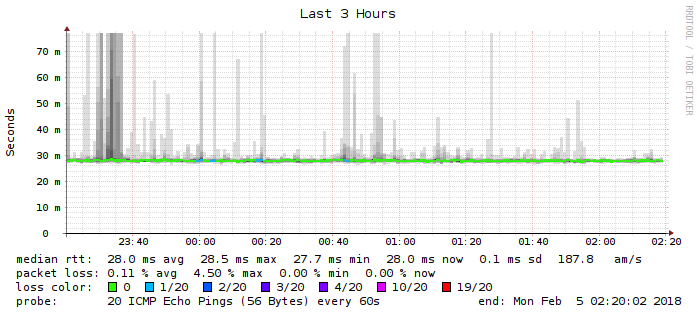 Last 3 Hours
RRDTOOL / TOBI OETIKER
Seconds
70 m
60 m
50 m
40 m
30 m
20 m
10 m
0
23:40 00:00 00:20 00:40 01:00 01:20 01:40 02:00 02:20
median rtt: 28.0 ms avg 28.5 ms max 27.7 ms min 28.0 ms now 0.1 ms sd 187.8 am/s
packet loss: 0.11 % avg 4.50 % max 0.00 % min 0.00 % now
loss color: 0 1/20 2/20 3/20 4/20 10/20 19/20
probe: 20 ICMP Echo Pings (56 Bytes) every 60s end: Mon Feb 5 02:20:02 2018